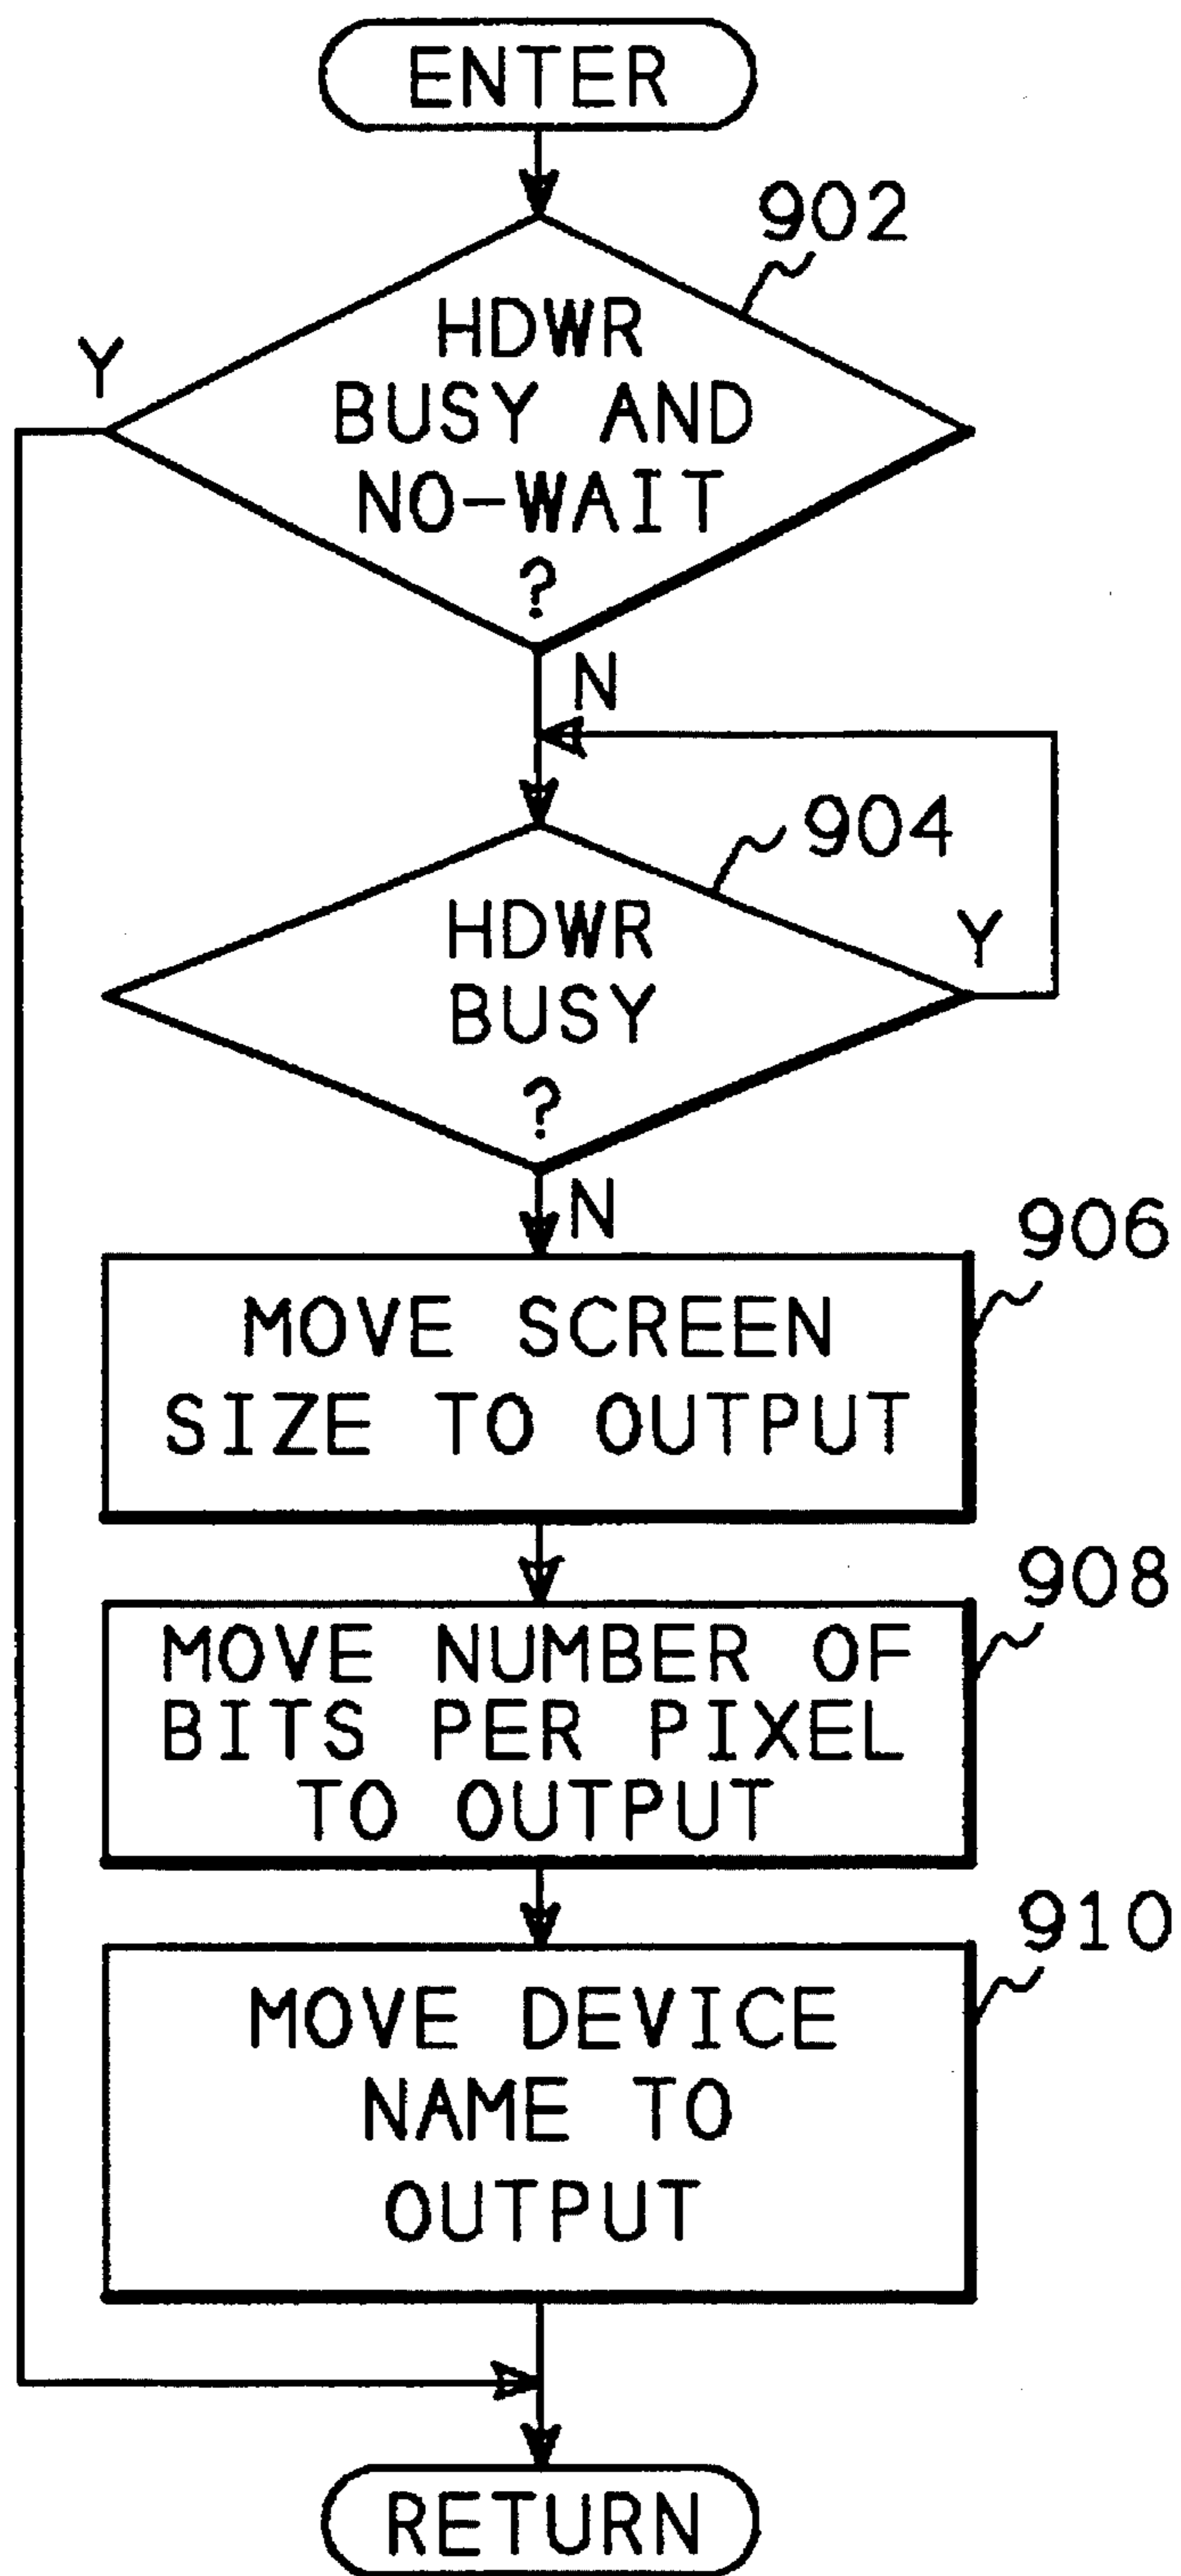 ENTER
902
HDWR
BUSY AND
NO-WAIT
?
Y
N
904
HDWR
BUSY
?
Y
N
906
MOVE SCREEN
SIZE TO OUTPUT
908
MOVE NUMBER OF
BITS PER PIXEL
TO OUTPUT
910
MOVE DEVICE
NAME TO
OUTPUT
RETURN